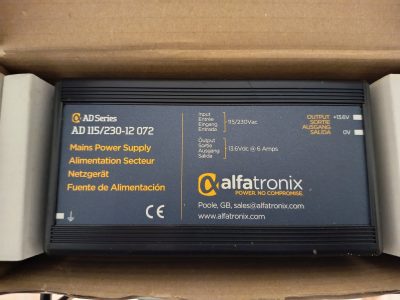 AD Series
AD 115/230-12 072
Mains Power Supply
Alimentation Secteur
Netzgerät
Fuente de Alimentación
Input
Entrée
Eingang
Entrada
115/230Vac
Output
Sortie
Ausgang
Salida
13.6Vdc @ 6 Amps
OUTPUT
SORTIE
AUSGANG
SALIDA
+13.6V
0V
alfatronix
POWER, NO COMPROMISE.
Poole, GB, sales@alfatronix.com
www.alfatronix.com
CE